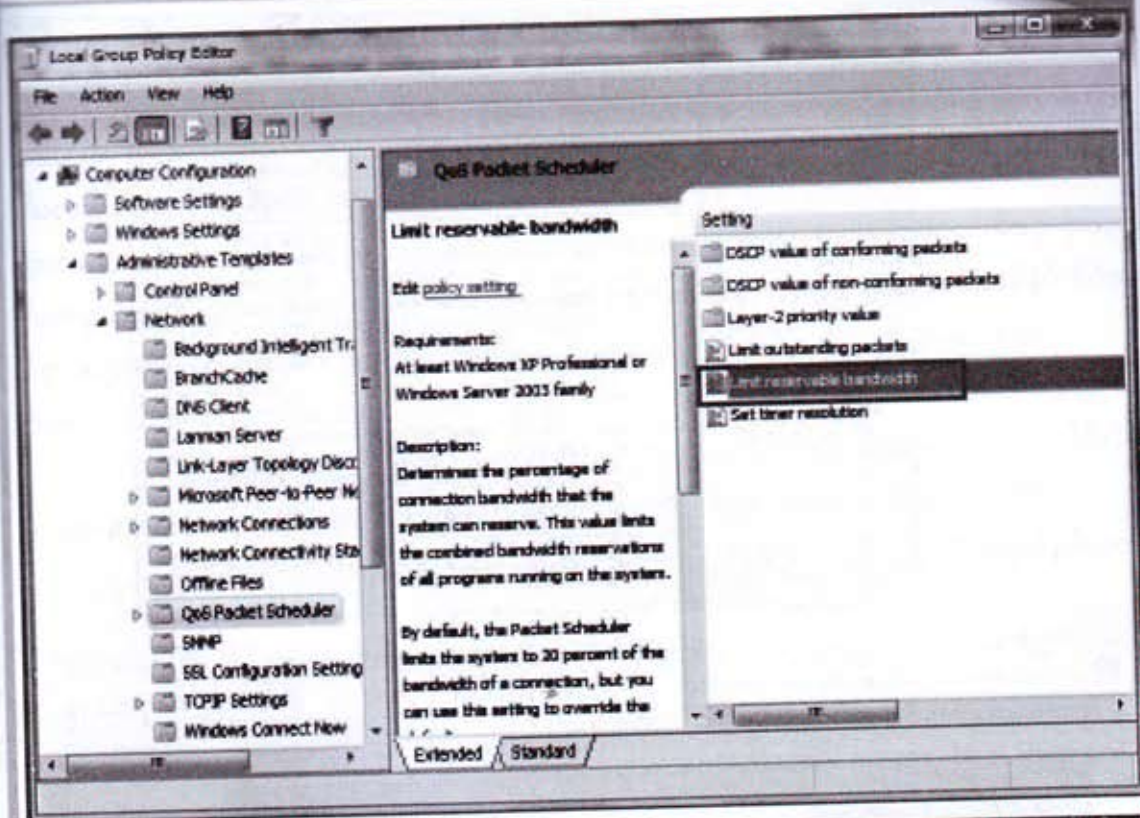 Local Group Policy Editor
File Action View Help
Computer Configuration
Software Settings
Windows Settings
Administrative Templates
Control Panel
Network
Background Intelligent Tra
BranchCache
DNS Client
Lanman Server
Link-Layer Topology Disco
Microsoft Peer-to-Peer Ne
Network Connections
Network Connectivity Stat
Offline Files
QoS Packet Scheduler
SNMP
SSL Configuration Setting
TCPIP Settings
Windows Connect Now
QoS Packet Scheduler
Limit reservable bandwidth
Edit policy setting
Requirements:
At least Windows XP Professional or
Windows Server 2003 family
Description:
Determines the percentage of
connection bandwidth that the
system can reserve. This value limits
the combined bandwidth reservations
of all programs running on the system.
By default, the Packet Scheduler
limits the system to 20 percent of the
bandwidth of a connection, but you
can use this setting to override the
Extended Standard
Setting
DSCP value of conforming packets
DSCP value of non-conforming packets
Layer-2 priority value
Limit outstanding packets
Limit reservable bandwidth
Set timer resolution